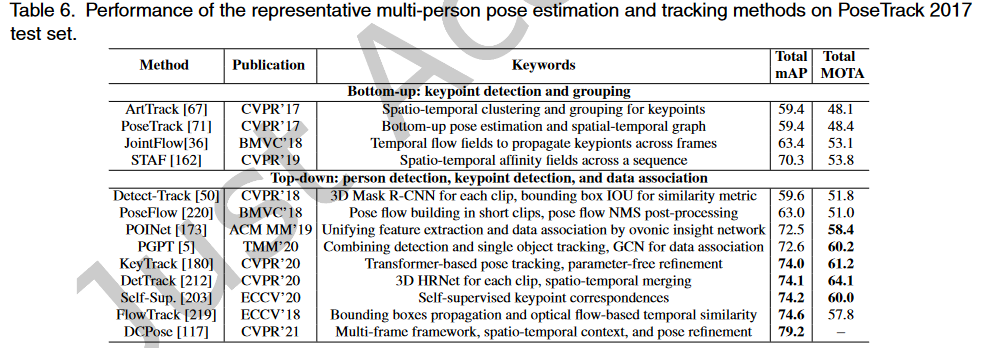 Table 6. Performance of the representative multi-person pose estimation and tracking methods on PoseTrack 2017
test set.
Method Publication Keywords Total mAP Total MOTA
Bottom-up: keypoint detection and grouping
ArtTrack [67] CVPR'17 Spatio-temporal clustering and grouping for keypoints 59.4 48.1
PoseTrack [71] CVPR'17 Bottom-up pose estimation and spatial-temporal graph 59.4 48.4
JointFlow[36] BMVC'18 Temporal flow fields to propagate keypionts across frames 63.4 53.1
STAF [162] CVPR'19 Spatio-temporal affinity fields across a sequence 70.3 53.8
Top-down: person detection, keypoint detection, and data association
Detect-Track [50] CVPR'18 3D Mask R-CNN for each clip, bounding box IOU for similarity metric 59.6 51.8
PoseFlow [220] BMVC'18 Pose flow building in short clips, pose flow NMS post-processing 63.0 51.0
POINet [173] ACM MM'19 Unifying feature extraction and data association by ovonic insight network 72.5 58.4
PGPT [5] TMM'20 Combining detection and single object tracking, GCN for data association 72.6 60.2
KeyTrack [180] CVPR'20 Transformer-based pose tracking, parameter-free refinement 74.0 61.2
DetTrack [212] CVPR'20 3D HRNet for each clip, spatio-temporal merging 74.1 64.1
Self-Sup. [203] ECCV'20 Self-supervised keypoint correspondences 74.2 60.0
FlowTrack [219] ECCV'18 Bounding boxes propagation and optical flow-based temporal similarity 74.6 57.8
DCPose [117] CVPR'21 Multi-frame framework, spatio-temporal context, and pose refinement 79.2 –
Just Ac